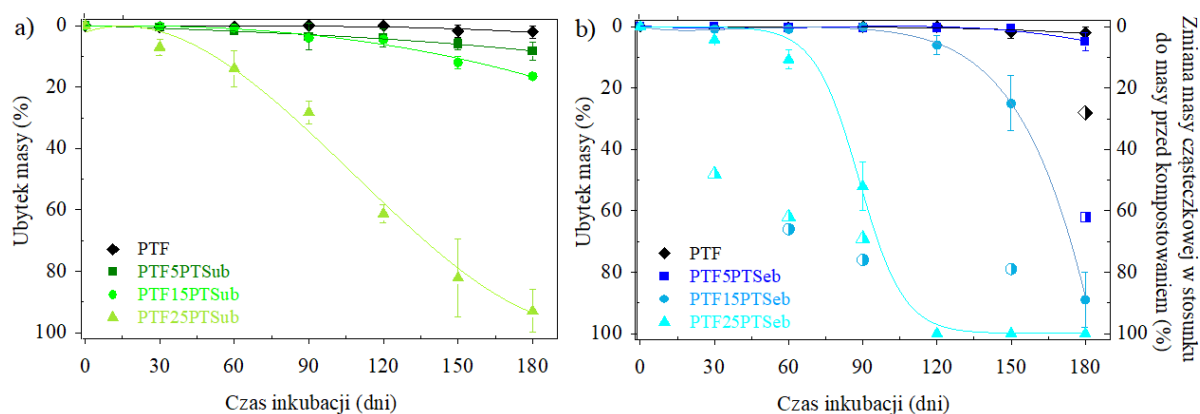 a)
0
20
40
60
80
100
Ubytek masy (%)
PTF
PTF5PTSub
PTF15PTSub
PTF25PTSub
0 30 60 90 120 150 180
Czas inkubacji (dni)
b)
0
20
40
60
80
100
Ubytek masy (%)
PTF
PTF5PTSeb
PTF15PTSeb
PTF25PTSeb
0 30 60 90 120 150 180
Czas inkubacji (dni)
0
20
40
60
80
100
Zmiana masy cząsteczkowej w stosunku
do masy przed kompostowaniem (%)